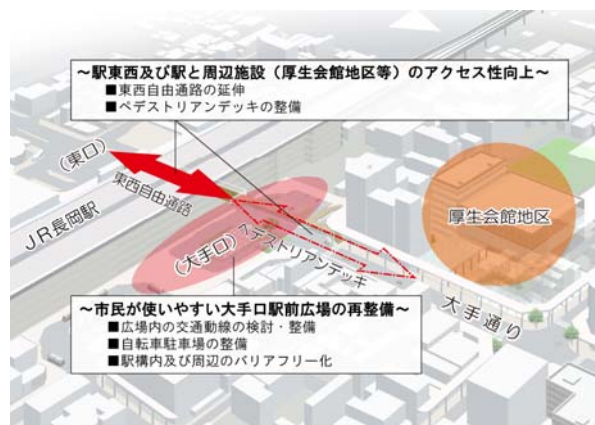 ～駅東西及び駅と周辺施設（厚生会館地区等）のアクセス性向上～
■東西自由通路の延伸
■ペデストリアンデッキの整備
（東口）
東西自由通路
JR長岡駅
（大手口）
ペデストリアンデッキ
厚生会館地区
大手通り
～市民が使いやすい大手口駅前広場の再整備～
■広場内の交通動線の検討・整備
■自転車駐車場の整備
■駅構内及び周辺のバリアフリー化